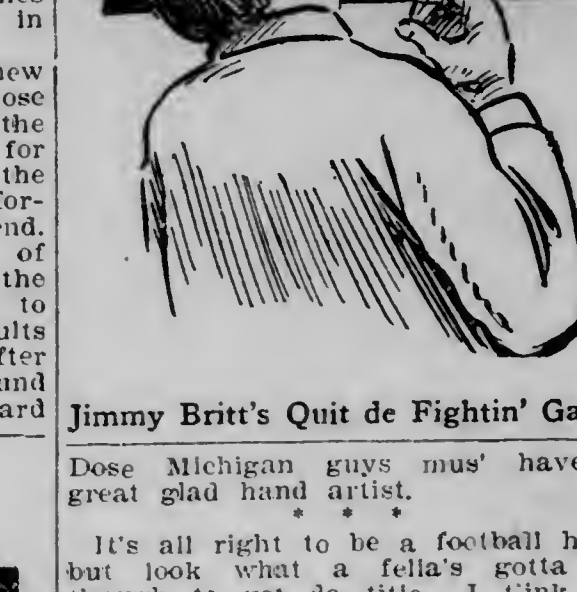 in
new
ose
the
for
the
for-
end.
of
the
to
ults
fter
und
ard
Jimmy Britt's Quit de Fightin' Ga
Dose Michigan guys mus' have
great glad hand artist.
* * *
It's all right to be a football h
but look what a fella's gotta